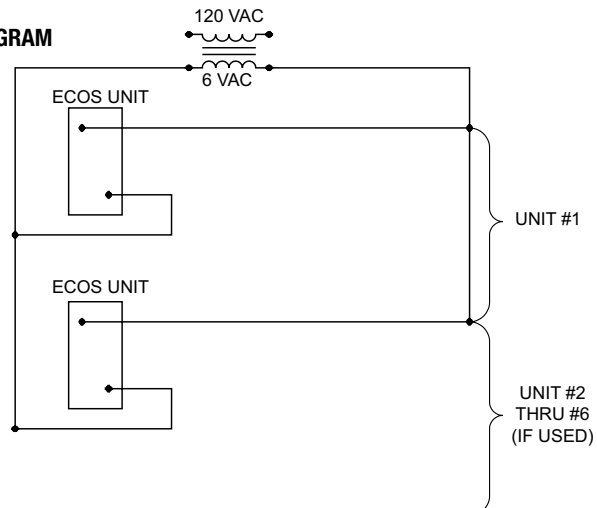 120 VAC
GRAM
6 VAC
ECOS UNIT
UNIT #1
ECOS UNIT
UNIT #2
THRU #6
(IF USED)